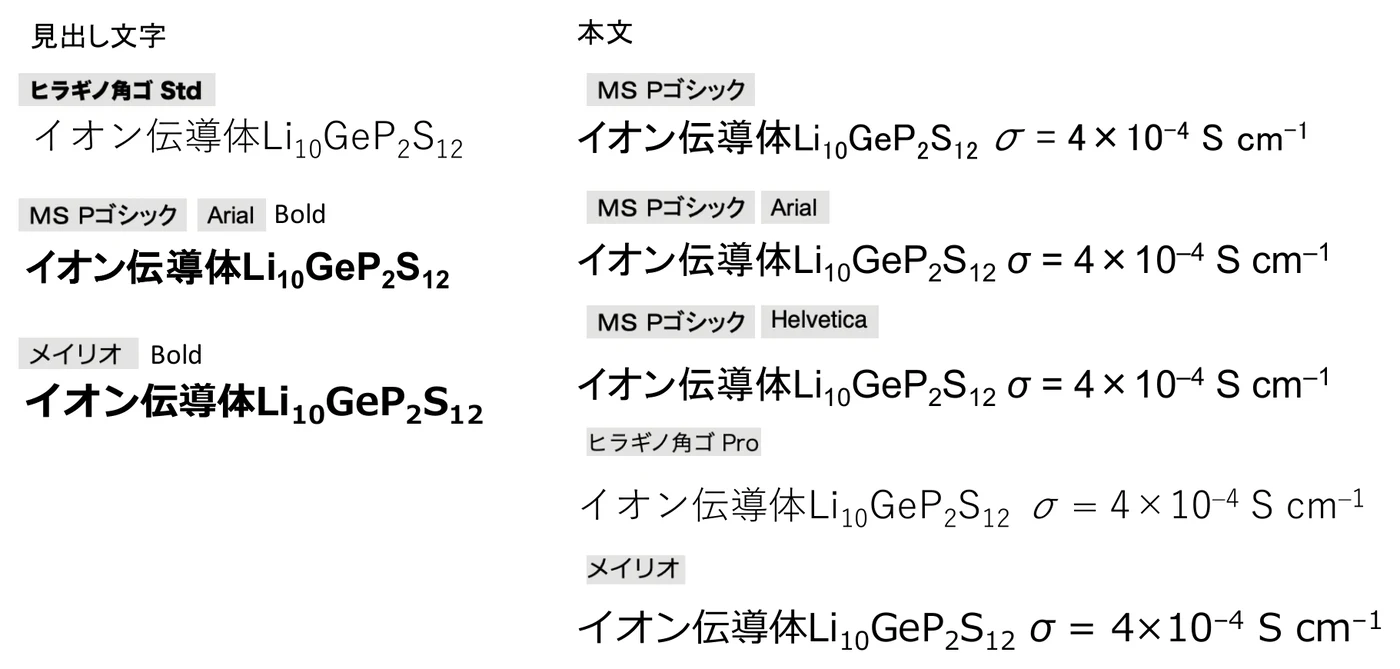 見出し文字
ヒラギノ角ゴ Std
イオン伝導体Li₁₀GeP₂S₁₂
MS Pゴシック Arial Bold
イオン伝導体Li₁₀GeP₂S₁₂
メイリオ Bold
イオン伝導体Li₁₀GeP₂S₁₂
本文
MS Pゴシック
イオン伝導体Li₁₀GeP₂S₁₂ σ = 4×10⁻⁴ S cm⁻¹
MS Pゴシック Arial
イオン伝導体Li₁₀GeP₂S₁₂ σ = 4×10⁻⁴ S cm⁻¹
MS Pゴシック Helvetica
イオン伝導体Li₁₀GeP₂S₁₂ σ = 4×10⁻⁴ S cm⁻¹
ヒラギノ角ゴ Pro
イオン伝導体Li₁₀GeP₂S₁₂ σ = 4×10⁻⁴ S cm⁻¹
メイリオ
イオン伝導体Li₁₀GeP₂S₁₂ σ = 4×10⁻⁴ S cm⁻¹